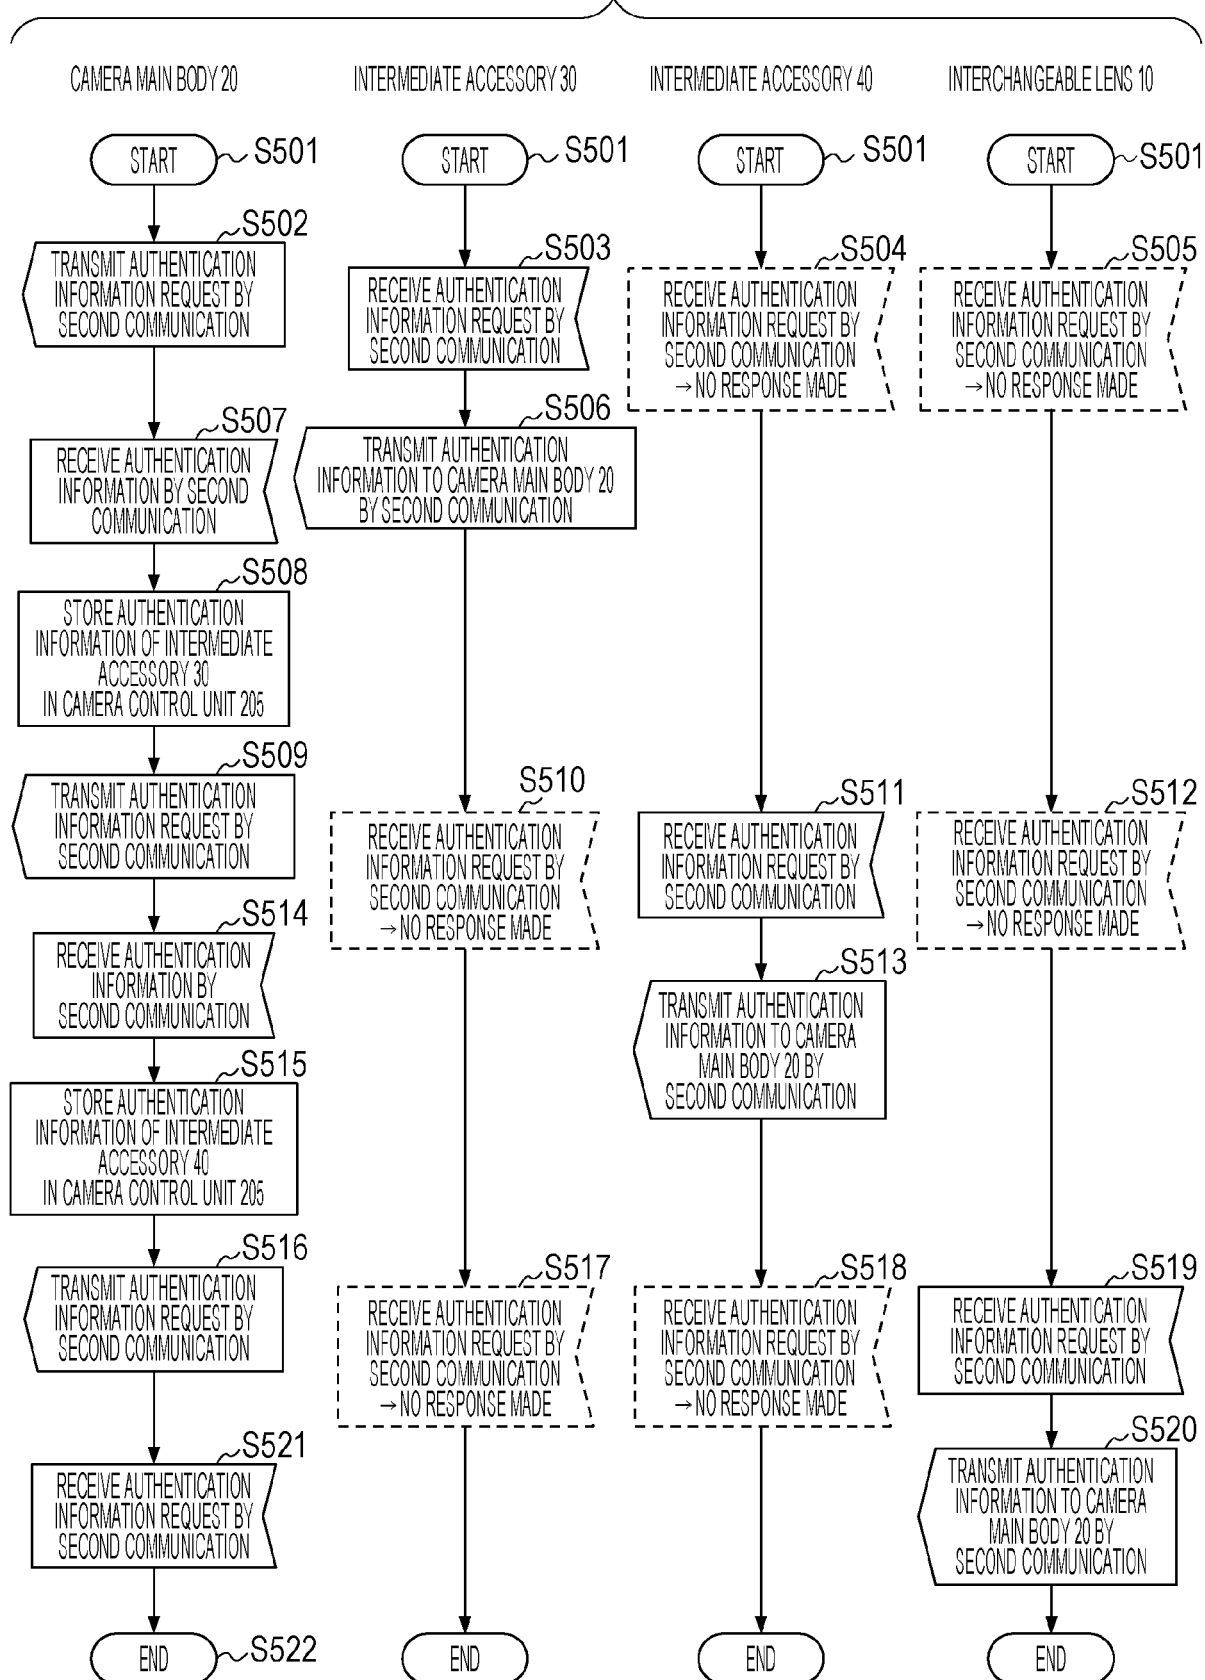 CAMERA MAIN BODY 20
INTERMEDIATE ACCESSORY 30
INTERMEDIATE ACCESSORY 40
INTERCHANGEABLE LENS 10
START
S501
START
S501
START
S501
START
S501
S502
TRANSMIT AUTHENTICATION
INFORMATION REQUEST BY
SECOND COMMUNICATION
S503
RECEIVE AUTHENTICATION
INFORMATION REQUEST BY
SECOND COMMUNICATION
S504
RECEIVE AUTHENTICATION
INFORMATION REQUEST BY
SECOND COMMUNICATION
→NO RESPONSE MADE
S505
RECEIVE AUTHENTICATION
INFORMATION REQUEST BY
SECOND COMMUNICATION
→NO RESPONSE MADE
S506
TRANSMIT AUTHENTICATION
INFORMATION TO CAMERA MAIN BODY 20
BY SECOND COMMUNICATION
S507
RECEIVE AUTHENTICATION
INFORMATION BY SECOND
COMMUNICATION
S508
STORE AUTHENTICATION
INFORMATION OF INTERMEDIATE
ACCESSORY 30
IN CAMERA CONTROL UNIT 205
S509
TRANSMIT AUTHENTICATION
INFORMATION REQUEST BY
SECOND COMMUNICATION
S510
RECEIVE AUTHENTICATION
INFORMATION REQUEST BY
SECOND COMMUNICATION
→NO RESPONSE MADE
S511
RECEIVE AUTHENTICATION
INFORMATION REQUEST BY
SECOND COMMUNICATION
S512
RECEIVE AUTHENTICATION
INFORMATION REQUEST BY
SECOND COMMUNICATION
→NO RESPONSE MADE
S513
TRANSMIT AUTHENTICATION
INFORMATION TO CAMERA
MAIN BODY 20 BY
SECOND COMMUNICATION
S514
RECEIVE AUTHENTICATION
INFORMATION BY
SECOND COMMUNICATION
S515
STORE AUTHENTICATION
INFORMATION OF INTERMEDIATE
ACCESSORY 40
IN CAMERA CONTROL UNIT 205
S516
TRANSMIT AUTHENTICATION
INFORMATION REQUEST BY
SECOND COMMUNICATION
S517
RECEIVE AUTHENTICATION
INFORMATION REQUEST BY
SECOND COMMUNICATION
→NO RESPONSE MADE
S518
RECEIVE AUTHENTICATION
INFORMATION REQUEST BY
SECOND COMMUNICATION
→NO RESPONSE MADE
S519
RECEIVE AUTHENTICATION
INFORMATION REQUEST BY
SECOND COMMUNICATION
S520
TRANSMIT AUTHENTICATION
INFORMATION TO CAMERA
MAIN BODY 20 BY
SECOND COMMUNICATION
S521
RECEIVE AUTHENTICATION
INFORMATION REQUEST BY
SECOND COMMUNICATION
END
S522
END
END
END